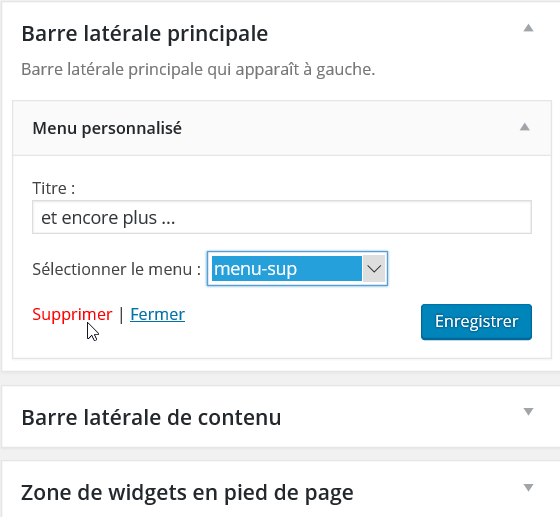 Barre latérale principale
Barre latérale principale qui apparaît à gauche.
Menu personnalisé
Titre :
et encore plus ...
Sélectionner le menu : menu-sup
Supprimer | Fermer Enregistrer
Barre latérale de contenu
Zone de widgets en pied de page